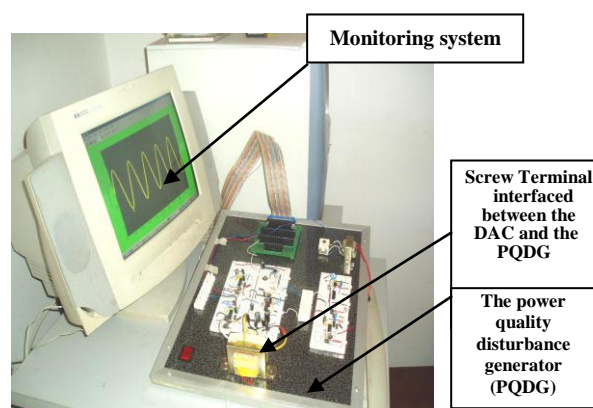 Monitoring system
Screw Terminal
interfaced
between the
DAC and the
PQDG
The power
quality
disturbance
generator
(PQDG)